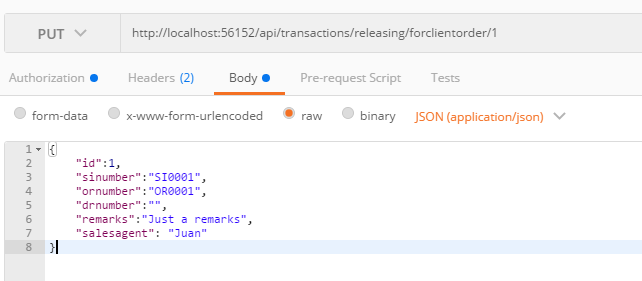 PUT http://localhost:56152/api/transactions/releasing/forclientorder/1
Authorization Headers (2) Body Pre-request Script Tests
form-data x-www-form-urlencoded raw binary JSON (application/json)
1 {
2 "id":1,
3 "sinumber":"SI0001",
4 "ornumber":"OR0001",
5 "drnumber":"",
6 "remarks":"Just a remarks",
7 "salesagent": "Juan"
8 }